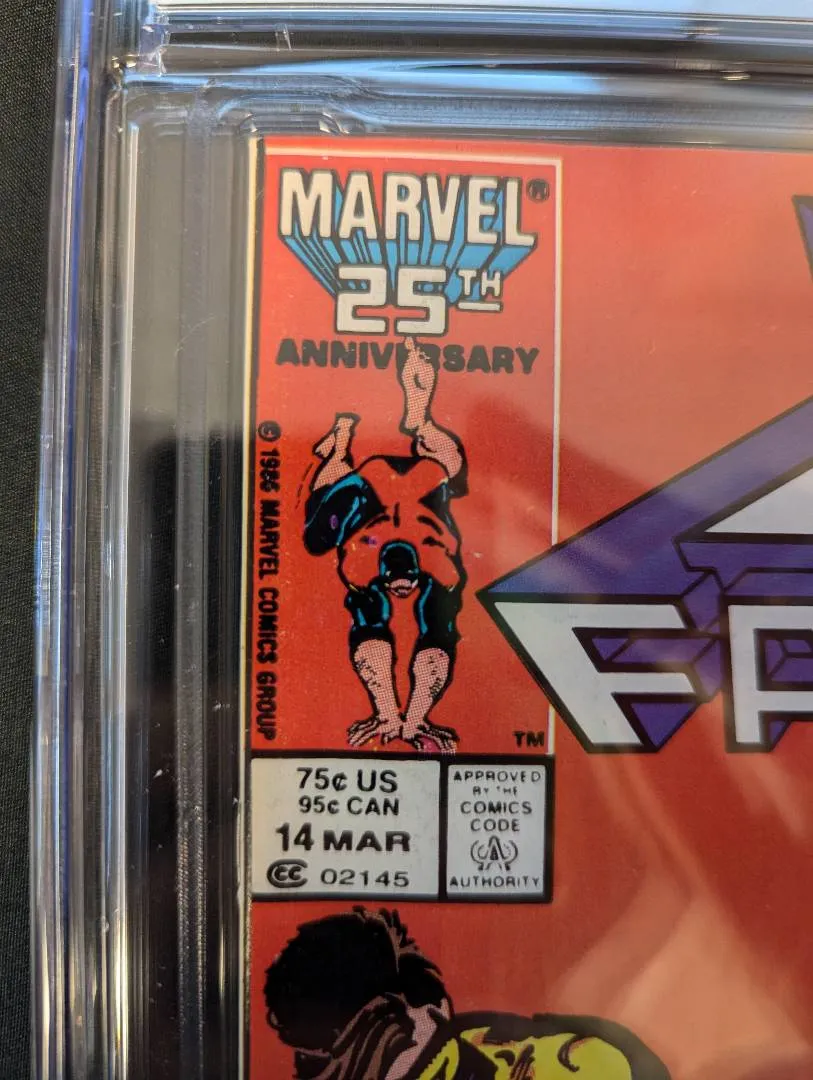 MARVEL®
25TH
ANNIVERSARY
© 1986 MARVEL COMICS GROUP
TM
FA
75¢ US
95¢ CAN
14 MAR
CC 02145
APPROVED
BY THE
COMICS
CODE
A
AUTHORITY